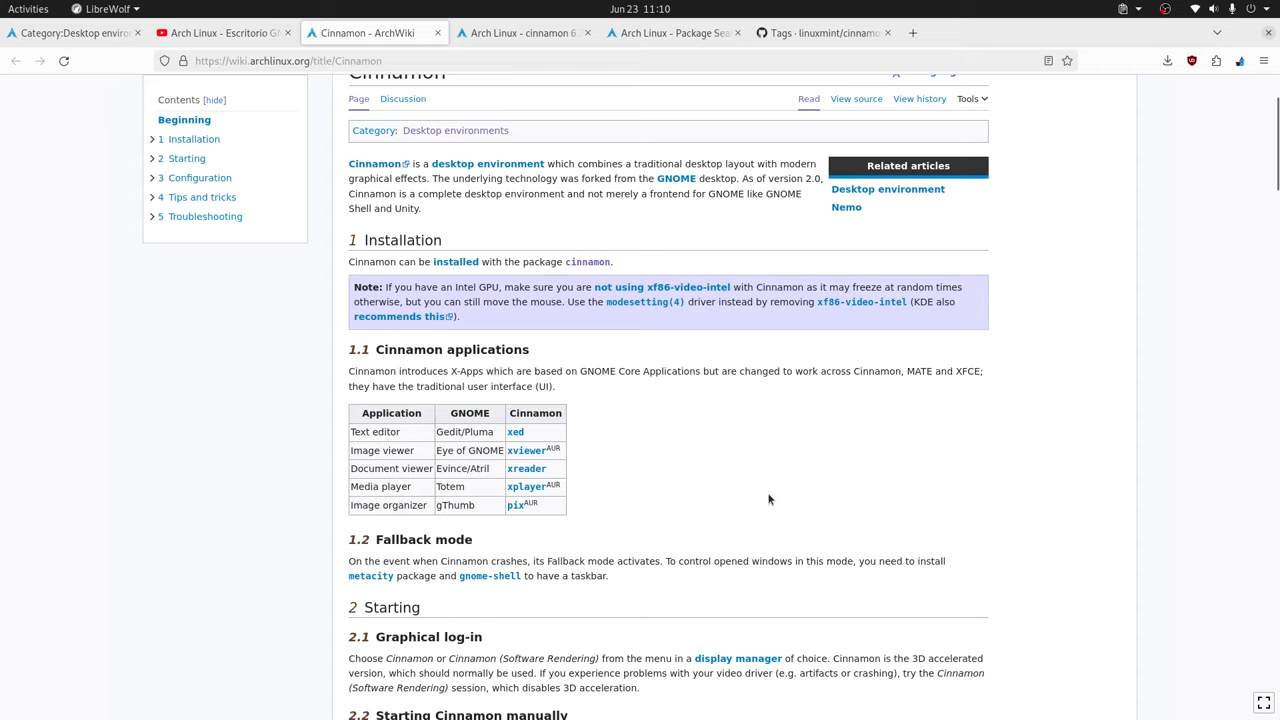 Activities LibreWolf Jun 23 11:10
Category:Desktop enviro Arch Linux - Escritorio G Cinnamon - ArchWiki Arch Linux - cinnamon 6. Arch Linux - Package Sea Tags · linuxmint/cinnamo
https://wiki.archlinux.org/title/Cinnamon
Cinnamon
Contents [hide]
Beginning
1 Installation
2 Starting
3 Configuration
4 Tips and tricks
5 Troubleshooting
Page Discussion Read View source View history Tools
Category: Desktop environments
Cinnamon is a desktop environment which combines a traditional desktop layout with modern
graphical effects. The underlying technology was forked from the GNOME desktop. As of version 2.0,
Cinnamon is a complete desktop environment and not merely a frontend for GNOME like GNOME
Shell and Unity.
Related articles
Desktop environment
Nemo
1 Installation
Cinnamon can be installed with the package cinnamon.
Note: If you have an Intel GPU, make sure you are not using xf86-video-intel with Cinnamon as it may freeze at random times
otherwise, but you can still move the mouse. Use the modesetting(4) driver instead by removing xf86-video-intel (KDE also
recommends this).
1.1 Cinnamon applications
Cinnamon introduces X-Apps which are based on GNOME Core Applications but are changed to work across Cinnamon, MATE and XFCE;
they have the traditional user interface (UI).
Application GNOME Cinnamon
Text editor Gedit/Pluma xed
Image viewer Eye of GNOME xviewerAUR
Document viewer Evince/Atril xreader
Media player Totem xplayerAUR
Image organizer gThumb pixAUR
1.2 Fallback mode
On the event when Cinnamon crashes, its Fallback mode activates. To control opened windows in this mode, you need to install
metacity package and gnome-shell to have a taskbar.
2 Starting
2.1 Graphical log-in
Choose Cinnamon or Cinnamon (Software Rendering) from the menu in a display manager of choice. Cinnamon is the 3D accelerated
version, which should normally be used. If you experience problems with your video driver (e.g. artifacts or crashing), try the Cinnamon
(Software Rendering) session, which disables 3D acceleration.
2.2 Starting Cinnamon manually